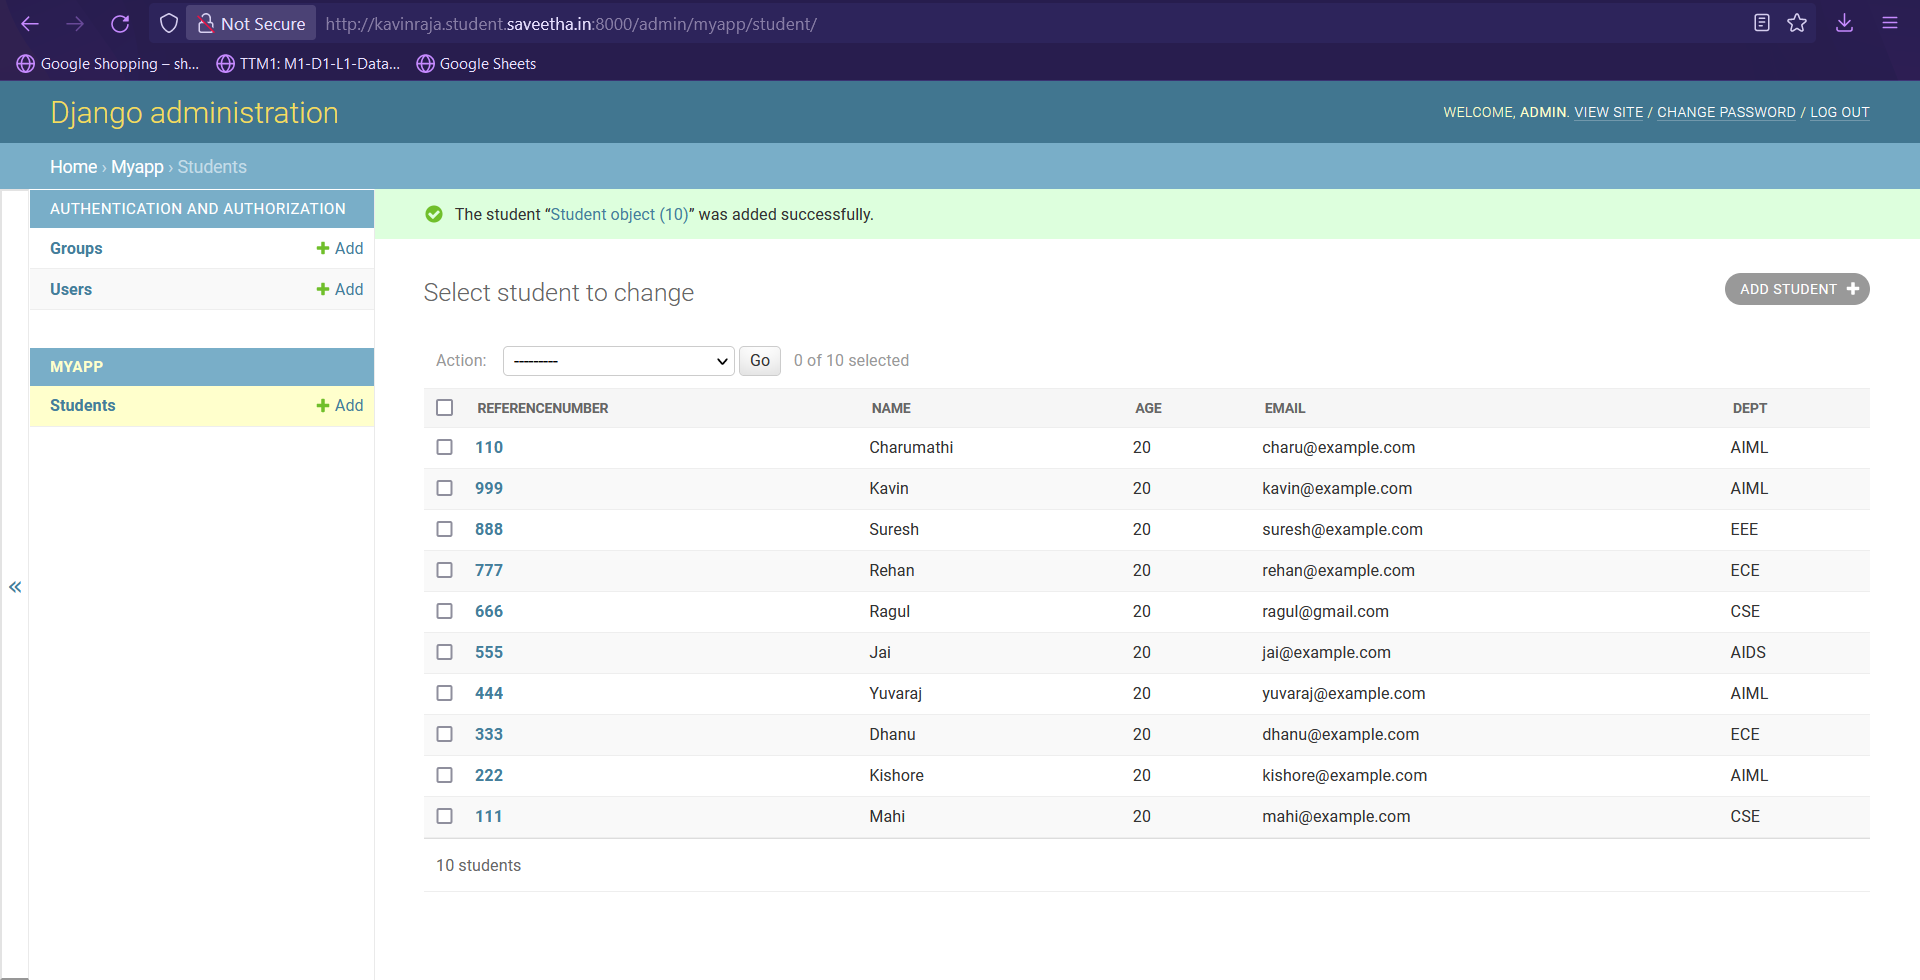 Not Secure http://kavinraja.student.saveetha.in:8000/admin/myapp/student/
Google Shopping – sh... TTM1: M1-D1-L1-Data... Google Sheets
Django administration
WELCOME, ADMIN. VIEW SITE / CHANGE PASSWORD / LOG OUT
Home › Myapp › Students
AUTHENTICATION AND AUTHORIZATION
Groups + Add
Users + Add
MYAPP
Students + Add
«
The student “Student object (10)” was added successfully.
Select student to change
ADD STUDENT +
Action: --------- Go 0 of 10 selected
REFERENCENUMBER NAME AGE EMAIL DEPT
110 Charumathi 20 charu@example.com AIML
999 Kavin 20 kavin@example.com AIML
888 Suresh 20 suresh@example.com EEE
777 Rehan 20 rehan@example.com ECE
666 Ragul 20 ragul@gmail.com CSE
555 Jai 20 jai@example.com AIDS
444 Yuvaraj 20 yuvaraj@example.com AIML
333 Dhanu 20 dhanu@example.com ECE
222 Kishore 20 kishore@example.com AIML
111 Mahi 20 mahi@example.com CSE
10 students